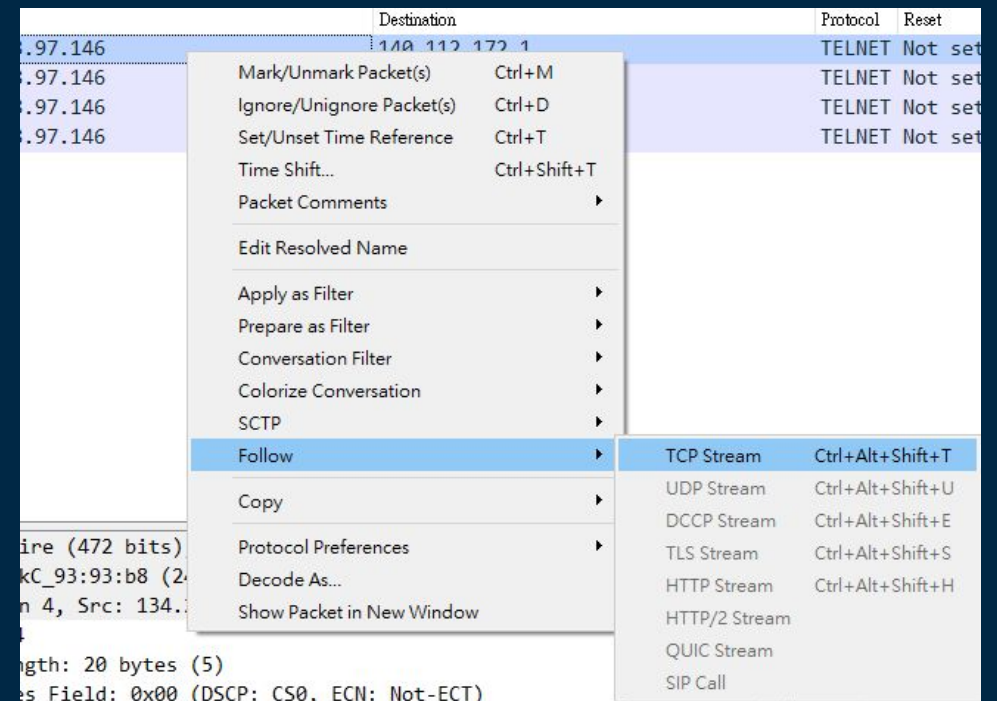 Destination Protocol Reset
.97.146 140.112.172.1 TELNET Not set
.97.146 TELNET Not set
.97.146 TELNET Not set
.97.146 TELNET Not set
Mark/Unmark Packet(s) Ctrl+M
Ignore/Unignore Packet(s) Ctrl+D
Set/Unset Time Reference Ctrl+T
Time Shift... Ctrl+Shift+T
Packet Comments
Edit Resolved Name
Apply as Filter
Prepare as Filter
Conversation Filter
Colorize Conversation
SCTP
Follow
Copy
Protocol Preferences
Decode As...
Show Packet in New Window
TCP Stream Ctrl+Alt+Shift+T
UDP Stream Ctrl+Alt+Shift+U
DCCP Stream Ctrl+Alt+Shift+E
TLS Stream Ctrl+Alt+Shift+S
HTTP Stream Ctrl+Alt+Shift+H
HTTP/2 Stream
QUIC Stream
SIP Call
ire (472 bits)
kC_93:93:b8 (24
n 4, Src: 134.
4
ngth: 20 bytes (5)
es Field: 0x00 (DSCP: CS0, ECN: Not-ECT)